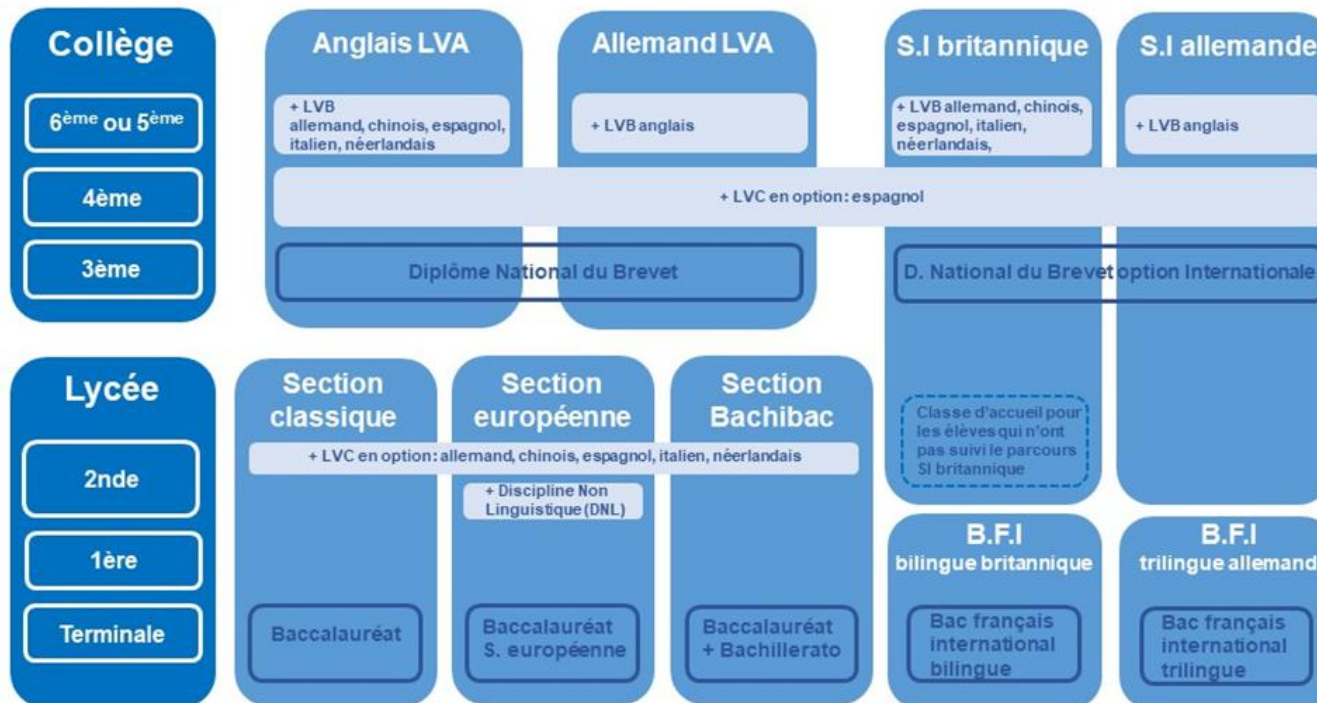 Collège
6ème ou 5ème
4ème
3ème
Anglais LVA
+ LVB
allemand, chinois, espagnol,
italien, néerlandais
Allemand LVA
+ LVB anglais
S.I britannique
+ LVB allemand, chinois,
espagnol, italien,
néerlandais,
S.I allemande
+ LVB anglais
+ LVC en option: espagnol
Diplôme National du Brevet
D. National du Brevet option Internationale
Lycée
2nde
1ère
Terminale
Section
classique
Section
européenne
Section
Bachibac
+ LVC en option: allemand, chinois, espagnol, italien, néerlandais
+ Discipline Non
Linguistique (DNL)
Classe d'accueil pour
les élèves qui n'ont
pas suivi le parcours
SI britannique
B.F.I
bilingue britannique
B.F.I
trilingue allemand
Baccalauréat
Baccalauréat
S. européenne
Baccalauréat
+ Bachillerato
Bac français
international
bilingue
Bac français
international
trilingue